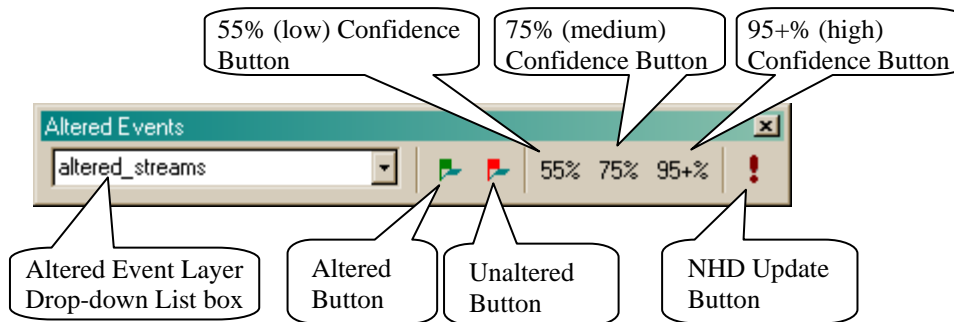 55% (low) Confidence
Button
75% (medium)
Confidence Button
95+% (high)
Confidence Button
Altered Events
altered_streams
55% 75% 95+%
Altered Event Layer
Drop-down List box
Altered
Button
Unaltered
Button
NHD Update
Button